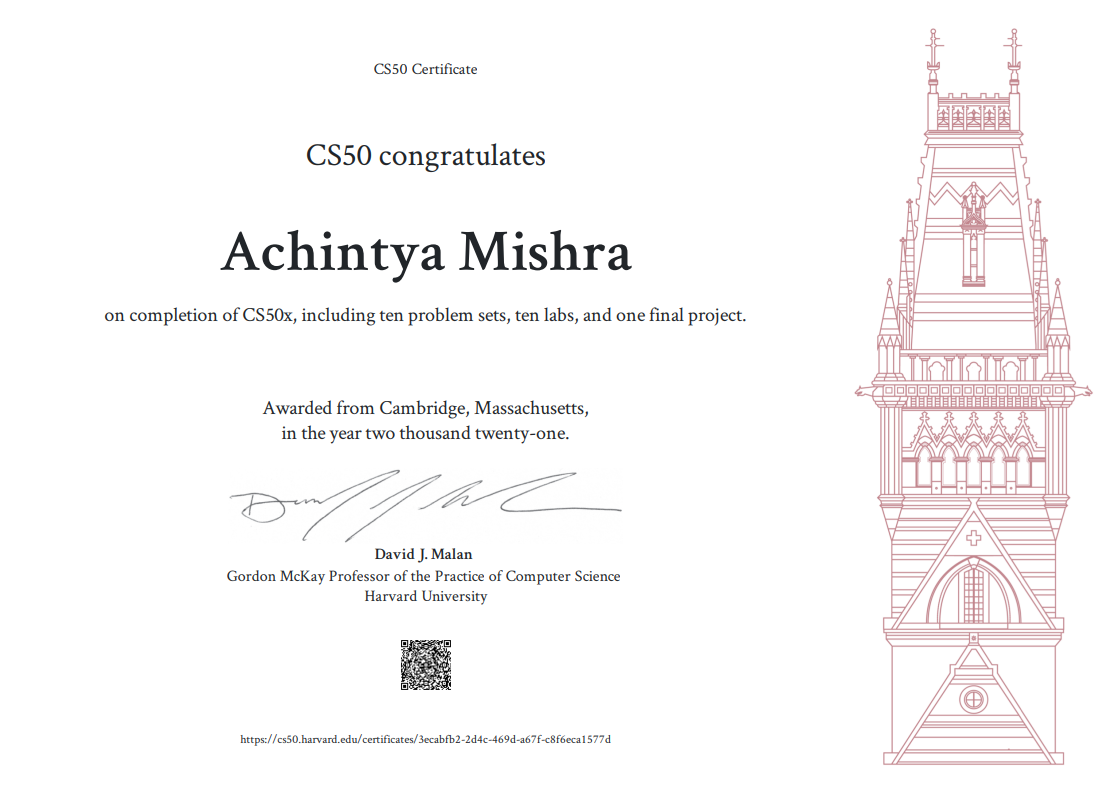 CS50 Certificate
CS50 congratulates
Achintya Mishra
on completion of CS50x, including ten problem sets, ten labs, and one final project.
Awarded from Cambridge, Massachusetts,
in the year two thousand twenty-one.
David J. Malan
Gordon McKay Professor of the Practice of Computer Science
Harvard University
https://cs50.harvard.edu/certificates/3ecabfb2-2d4c-469d-a67f-c8f6eca1577d